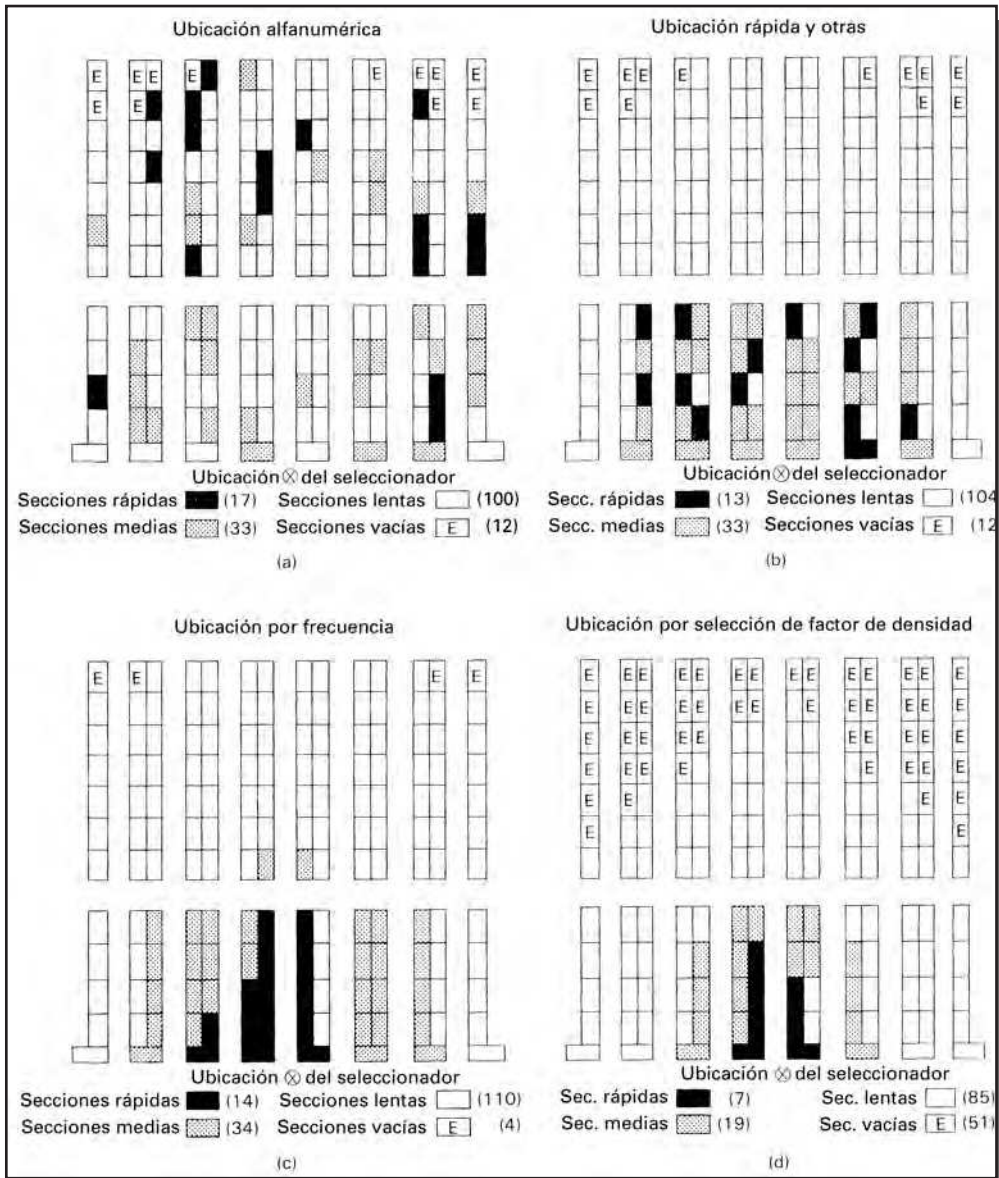 Ubicación alfanumérica
E E E E E E E E
E E E E
Ubicación ⊗ del seleccionador
Secciones rápidas (17) Secciones lentas (100)
Secciones medias (33) Secciones vacías E (12)
(a)
Ubicación rápida y otras
E E E E E E E E
E E E E
Ubicación ⊗ del seleccionador
Secc. rápidas (13) Secciones lentas (104
Secc. medias (33) Secciones vacías E (12
(b)
Ubicación por frecuencia
E E E E
Ubicación ⊗ del seleccionador
Secciones rápidas (14) Secciones lentas (110)
Secciones medias (34) Secciones vacías E (4)
(c)
Ubicación por selección de factor de densidad
E E E E E E E E E E E E E E
E E E E E E E E E E E E E
E E E E E E E E E E
E E E E E E E E
E E E E
E E
Ubicación ⊗ del seleccionador
Sec. rápidas (7) Sec. lentas (85)
Sec. medias (19) Sec. vacías E (51)
(d)